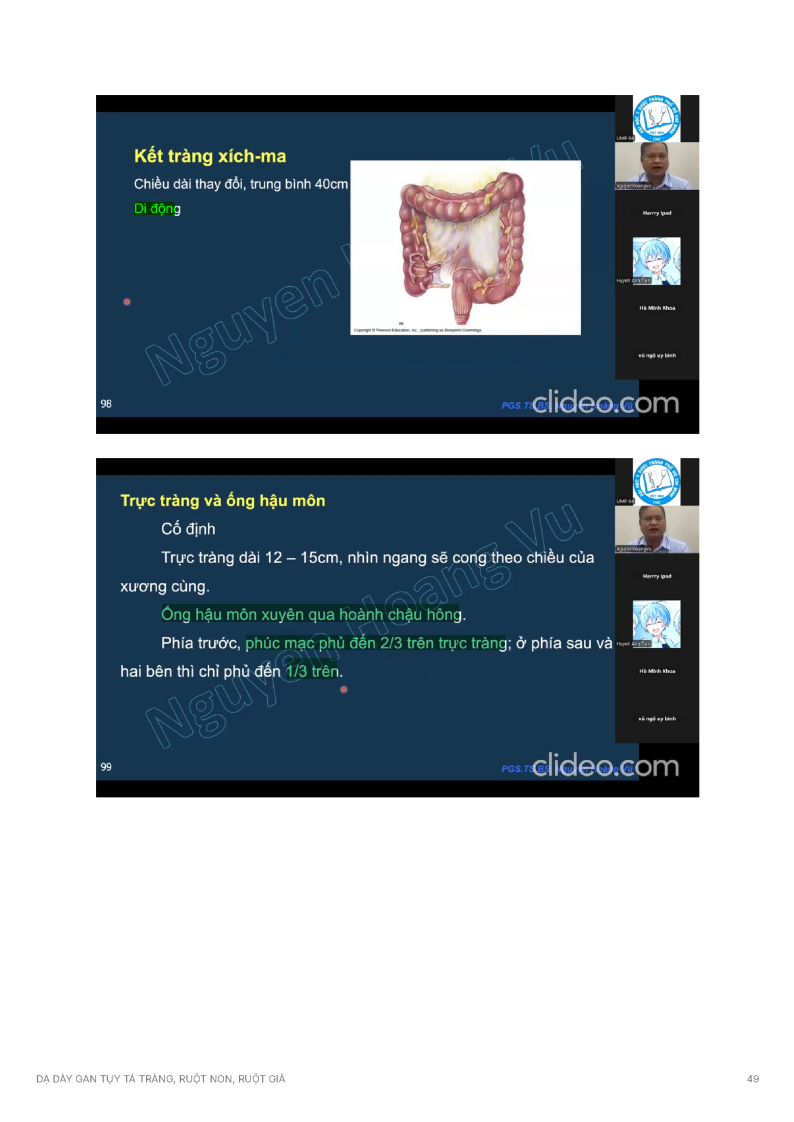 Kết tràng xích-ma
Chiều dài thay đổi, trung bình 40cm
Di động
Nguyen H Vu
98
Copyright © Pearson Education, Inc., publishing as Benjamin Cummings.
98
PGS.TS.BS
clideo.com
UMP
nguyenhoangvu
Harrry ipad
Hồ Minh Khoa
vũ ngô uy bình
Trực tràng và ống hậu môn
Cố định
Trực tràng dài 12 – 15cm, nhìn ngang sẽ cong theo chiều của
xương cùng.
Ống hậu môn xuyên qua hoành chậu hông.
Phía trước, phúc mạc phủ đến 2/3 trên trực tràng; ở phía sau và
hai bên thì chỉ phủ đến 1/3 trên.
Nguyen Hoang Vu
99
PGS.TS.BS
clideo.com
UMP
nguyenhoangvu
Harrry ipad
Hồ Minh Khoa
vũ ngô uy bình
DẠ DÀY GAN TỤY TÁ TRÀNG, RUỘT NON, RUỘT GIÀ
49